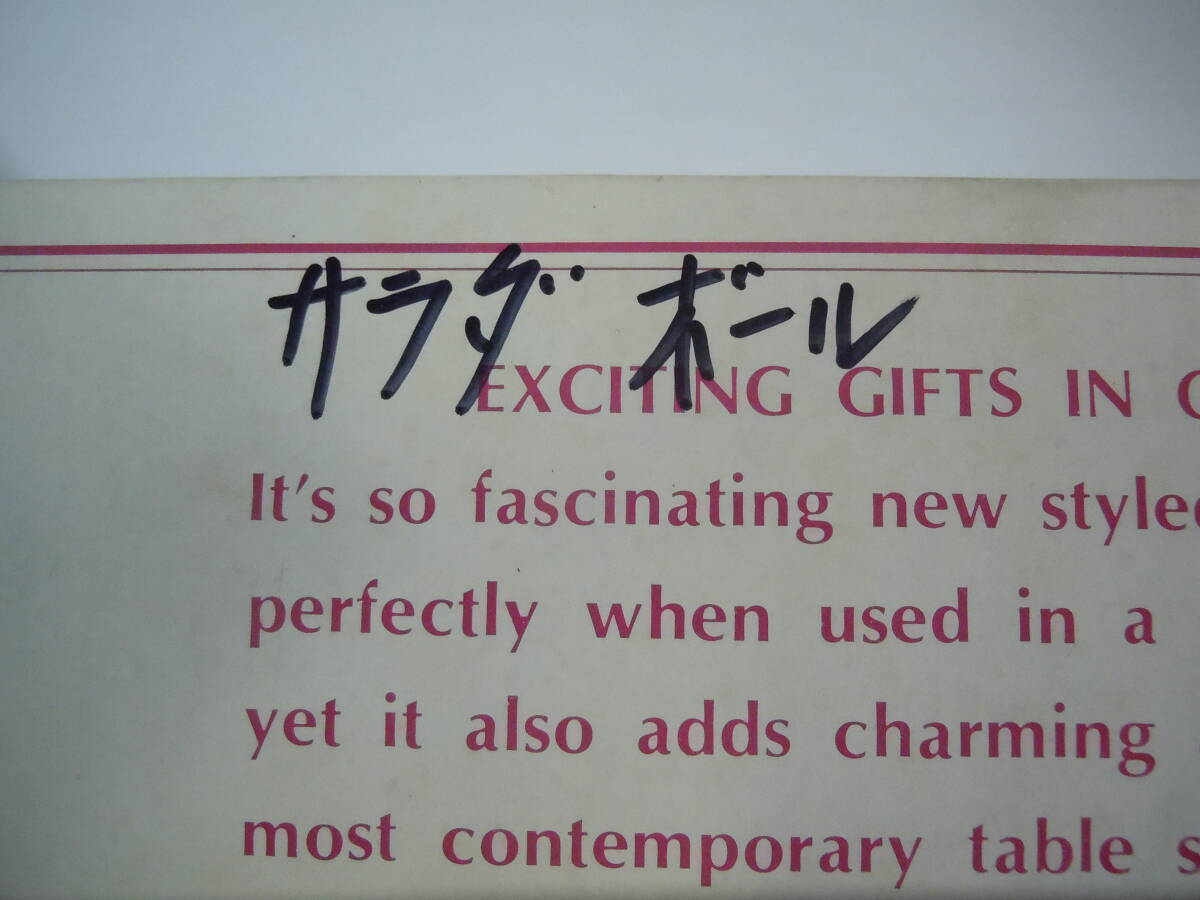 サラダ ボール
EXCITING GIFTS IN
It's so fascinating new styled
perfectly when used in a
yet it also adds charming
most contemporary table